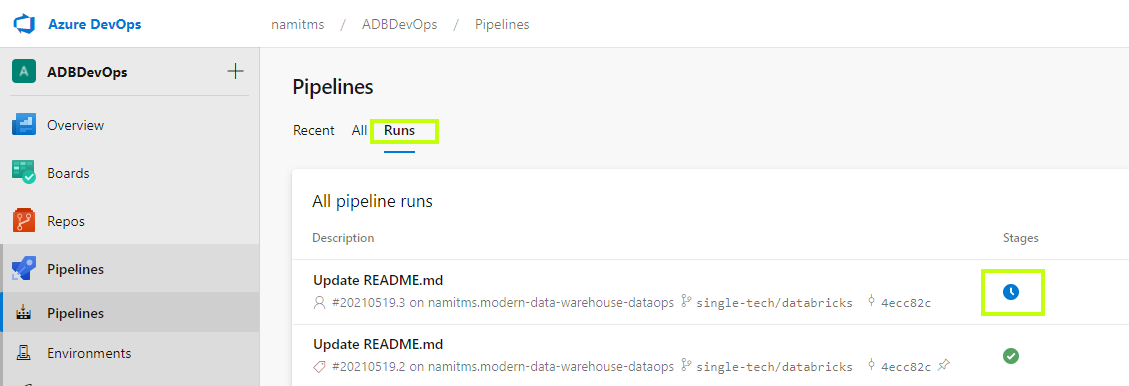 Azure DevOps
namitms / ADBDevOps / Pipelines
A ADBDevOps
Pipelines
Recent All Runs
Overview
Boards
Repos
Pipelines
Pipelines
Environments
All pipeline runs
Description Stages
Update README.md
#20210519.3 on namitms.modern-data-warehouse-dataops single-tech/databricks 4ecc82c
Update README.md
#20210519.2 on namitms.modern-data-warehouse-dataops single-tech/databricks 4ecc82c